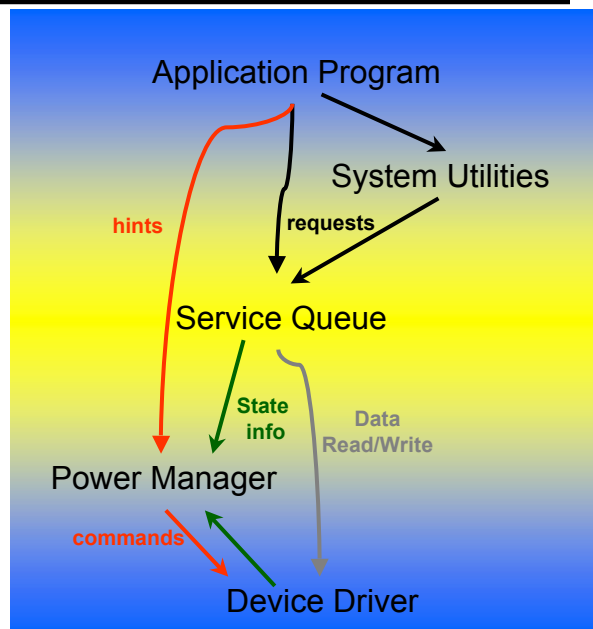 Application Program
System Utilities
hints
requests
Service Queue
State
info
Data
Read/Write
Power Manager
commands
Device Driver